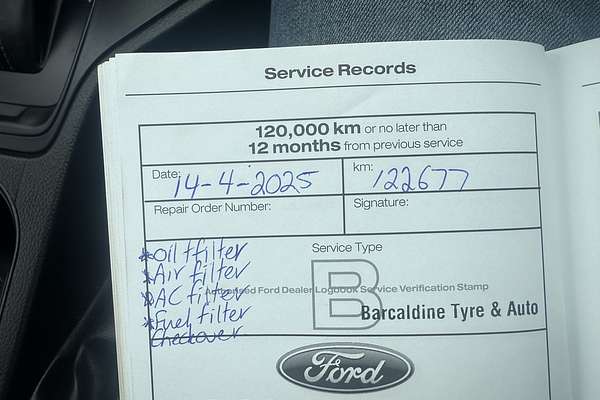 Service Records
120,000 km or no later than
12 months from previous service
Date: 14-4-2025
km: 122677
Repair Order Number:
Signature:
Service Type
B
*Oil + filter
*Air filter
*AC filter
*Fuel filter
Checkover
Authorised Ford Dealer Logbook Service Verification Stamp
Barcaldine Tyre & Auto
Ford